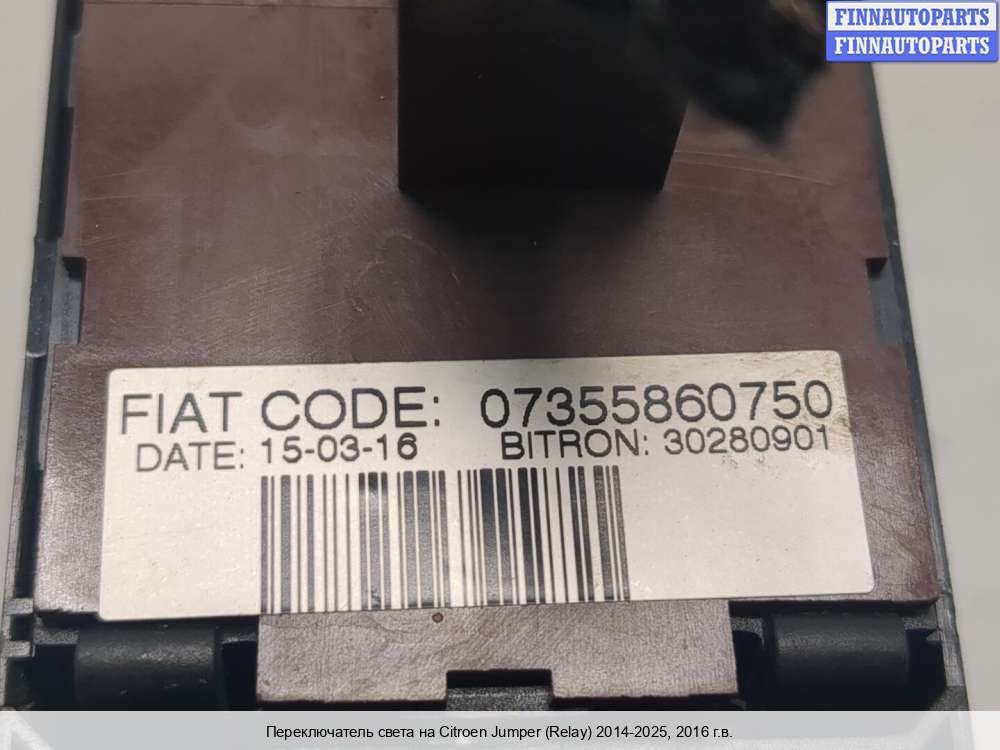 FINNAUTOPARTS
FINNAUTOPARTS
FIAT CODE: 07355860750
DATE: 15-03-16 BITRON: 30280901
Переключатель света на Citroen Jumper (Relay) 2014-2025, 2016 г.в.